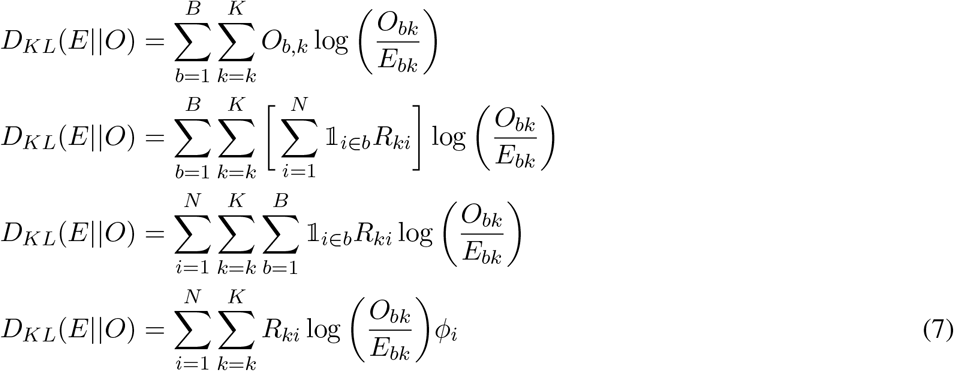 D_{KL}(E||O) = \sum_{b=1}^{B} \sum_{k=k}^{K} O_{b,k} \log \left( \frac{O_{bk}}{E_{bk}} \right)
D_{KL}(E||O) = \sum_{b=1}^{B} \sum_{k=k}^{K} \left[ \sum_{i=1}^{N} \mathbb{1}_{i \in b} R_{ki} \right] \log \left( \frac{O_{bk}}{E_{bk}} \right)
D_{KL}(E||O) = \sum_{i=1}^{N} \sum_{k=k}^{K} \sum_{b=1}^{B} \mathbb{1}_{i \in b} R_{ki} \log \left( \frac{O_{bk}}{E_{bk}} \right)
D_{KL}(E||O) = \sum_{i=1}^{N} \sum_{k=k}^{K} R_{ki} \log \left( \frac{O_{bk}}{E_{bk}} \right) \phi_i (7)